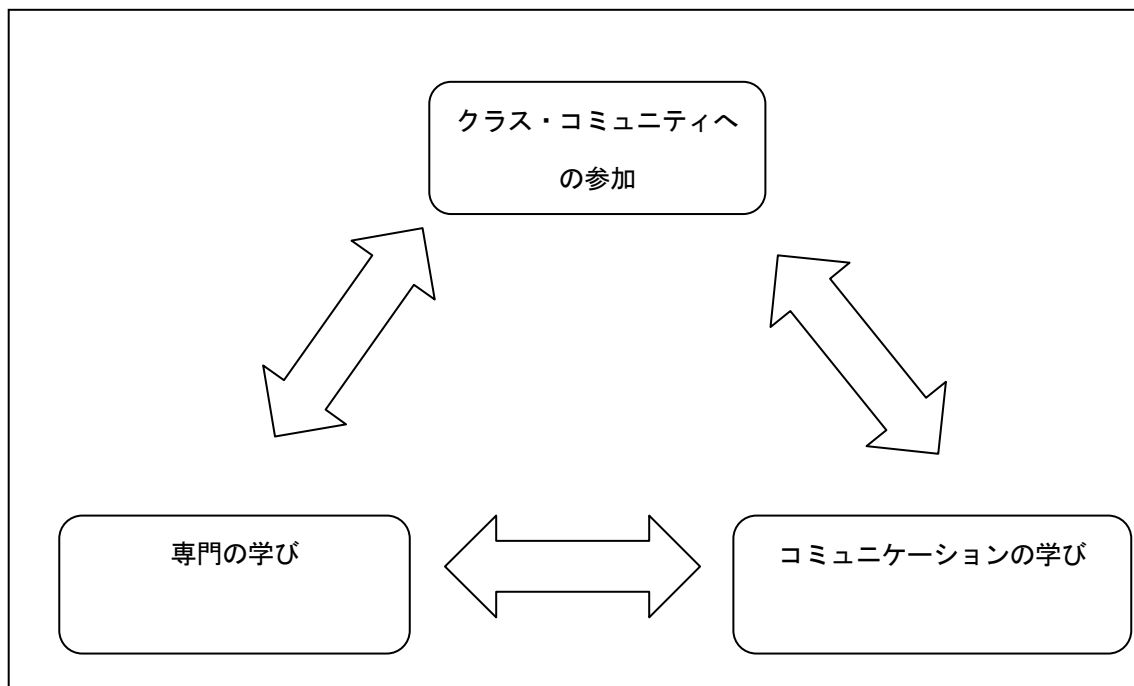 クラス・コミュニティへ
の参加
専門の学び
コミュニケーションの学び